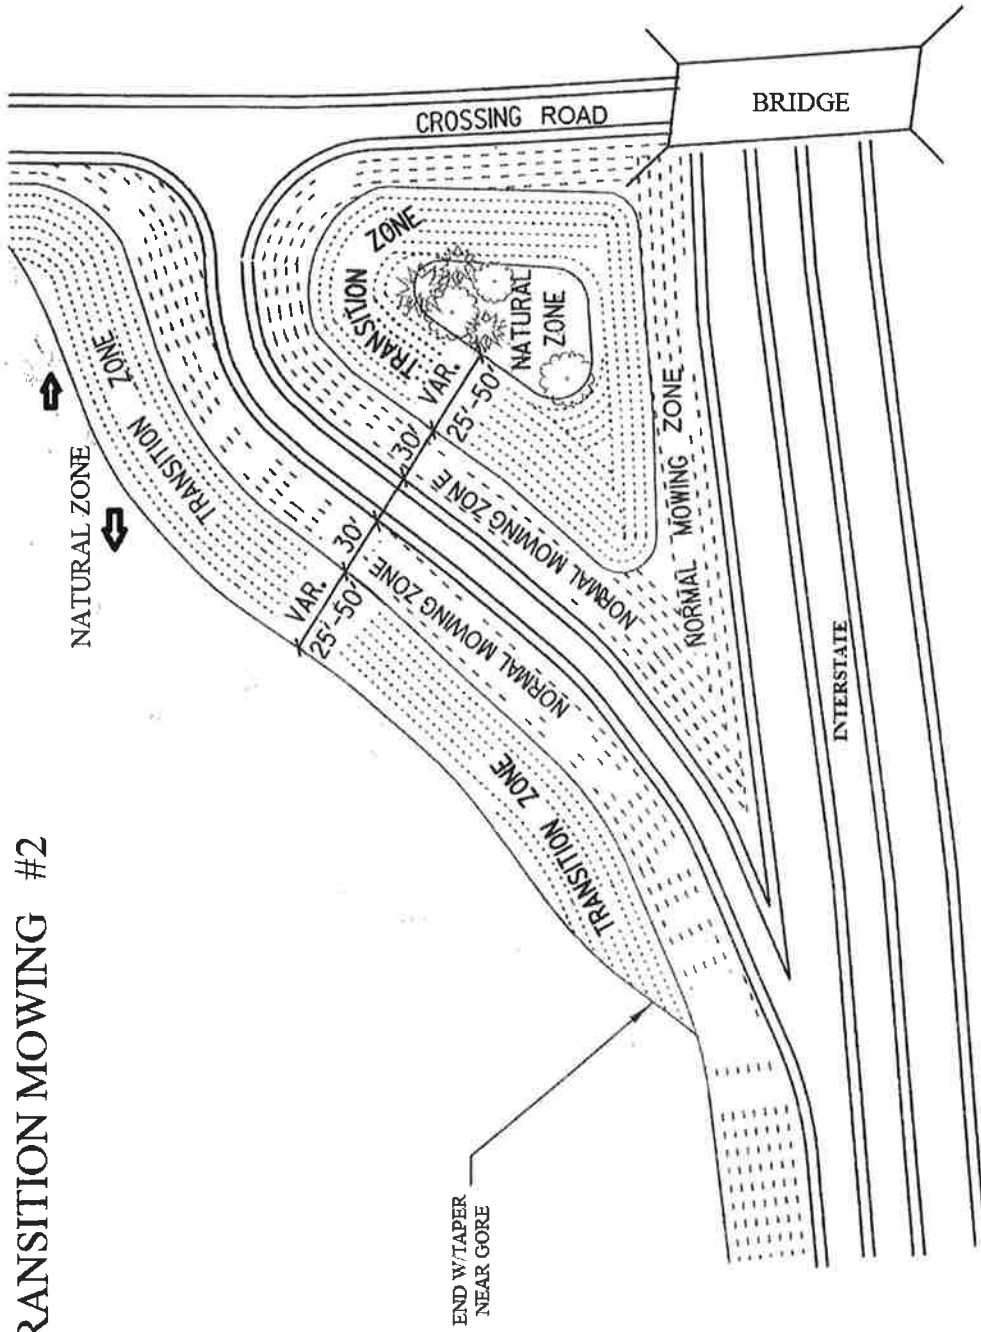 RANSITION MOWING #2
NATURAL ZONE
BRIDGE
CROSSING ROAD
TRANSITION ZONE
TRANSITION ZONE
NATURAL
ZONE
VAR.
25'-50'
30'
30'
VAR.
25'-50'
NORMAL MOWING ZONE
NORMAL MOWING ZONE
NORMAL MOWING ZONE
TRANSITION ZONE
INTERSTATE
END W/TAPER
NEAR GORE